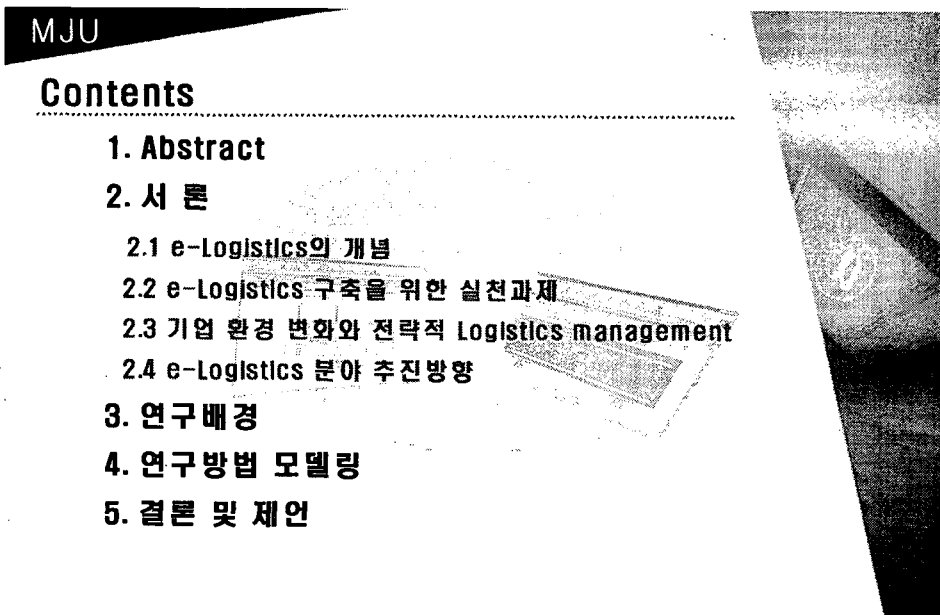 MJU
Contents
1. Abstract
2. 서 론
2.1 e-Logistics의 개념
2.2 e-Logistics 구축을 위한 실천과제
2.3 기업 환경 변화와 전략적 Logistics management
2.4 e-Logistics 분야 추진방향
3. 연구배경
4. 연구방법 모델링
5. 결론 및 제언